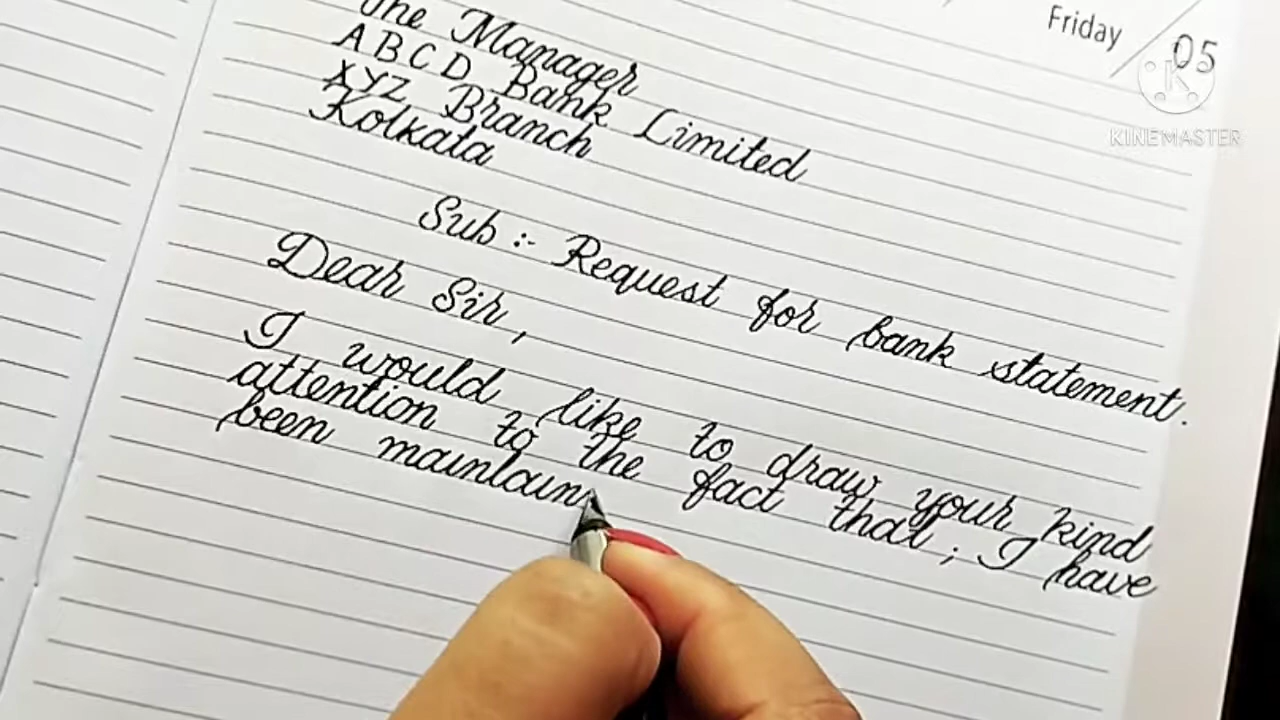 The Manager
ABCD Bank Limited
XYZ Branch
Kolkata
Sub :- Request for bank statement.
Dear Sir,
I would like to draw your kind
attention to the fact that ; I have
been maintain
Friday 05
KINEMASTER